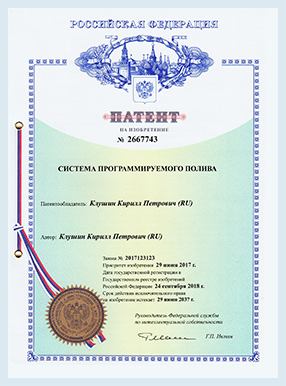 РОССИЙСКАЯ ФЕДЕРАЦИЯ
ПАТЕНТ
НА ИЗОБРЕТЕНИЕ
№ 2667743
СИСТЕМА ПРОГРАММИРУЕМОГО ПОЛИВА
Патентообладатель: Клушин Кирилл Петрович (RU)
Автор: Клушин Кирилл Петрович (RU)
Заявка № 2017123123
Приоритет изобретения 29 июня 2017 г.
Дата государственной регистрации в
Государственном реестре изобретений
Российской Федерации 24 сентября 2018 г.
Срок действия исключительного права
на изобретение истекает 29 июня 2037 г.
Руководитель Федеральной службы
по интеллектуальной собственности
Г.П. Ивлиев